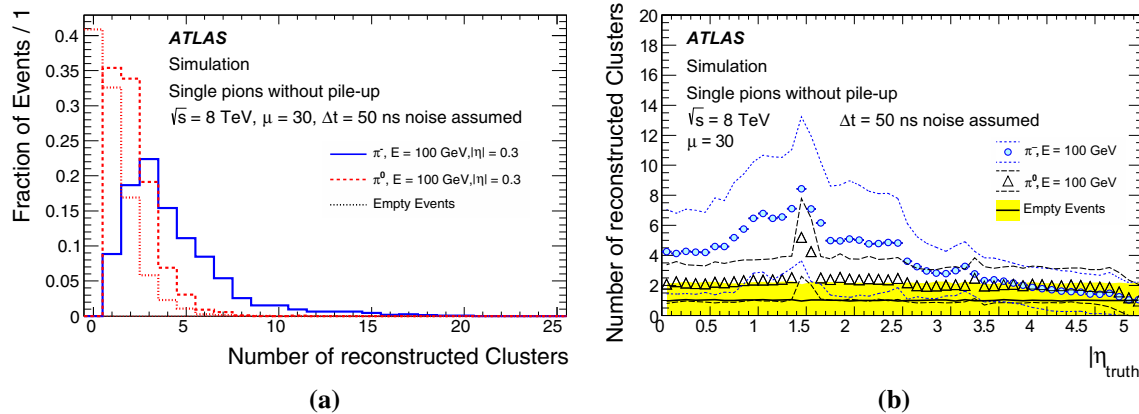 ATLAS
Simulation
Single pions without pile-up
√s = 8 TeV, μ = 30, Δt = 50 ns noise assumed
π⁻, E = 100 GeV,|η| = 0.3
π⁰, E = 100 GeV,|η| = 0.3
Empty Events
Fraction of Events / 1
0.4
0.35
0.3
0.25
0.2
0.15
0.1
0.05
0
0 5 10 15 20 25
Number of reconstructed Clusters
(a)
ATLAS
Simulation
Single pions without pile-up
√s = 8 TeV Δt = 50 ns noise assumed
μ = 30
π⁻, E = 100 GeV
π⁰, E = 100 GeV
Empty Events
Number of reconstructed Clusters
20
18
16
14
12
10
8
6
4
2
0
0 0.5 1 1.5 2 2.5 3 3.5 4 4.5 5
|η truth
(b)